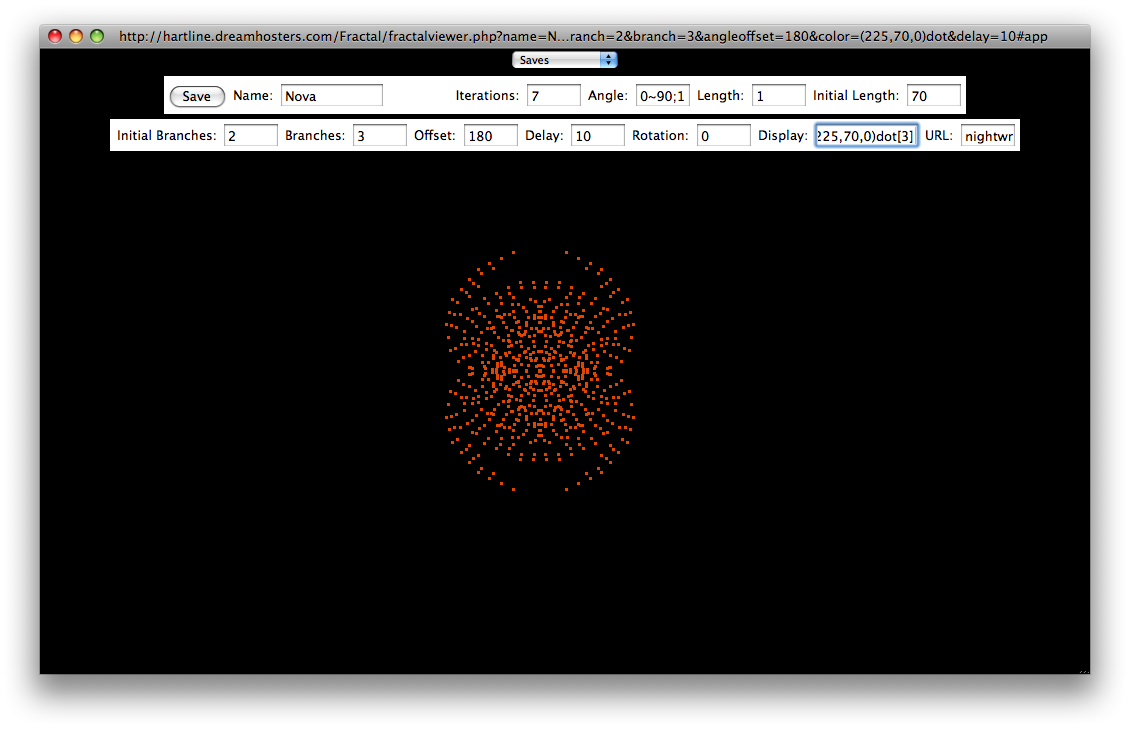 http://hartline.dreamhosters.com/Fractal/fractalviewer.php?name=N...ranch=2&branch=3&angleoffset=180&color=(225,70,0)dot&delay=10#app
Saves
Save Name: Nova Iterations: 7 Angle: 0~90;1 Length: 1 Initial Length: 70
Initial Branches: 2 Branches: 3 Offset: 180 Delay: 10 Rotation: 0 Display: 225,70,0)dot[3] URL: nightwr